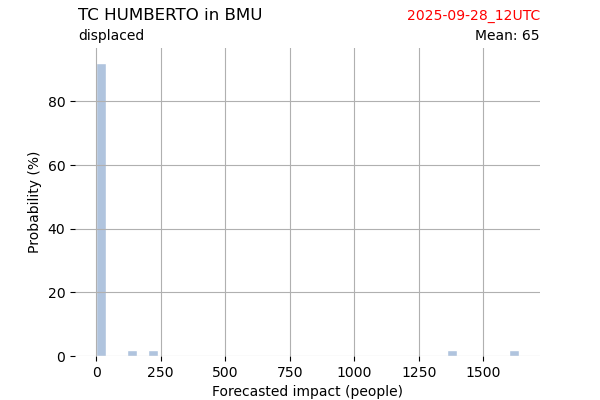 TC HUMBERTO in BMU
2025-09-28_12UTC
displaced
Mean: 65
Probability (%)
80
60
40
20
0
0 250 500 750 1000 1250 1500
Forecasted impact (people)